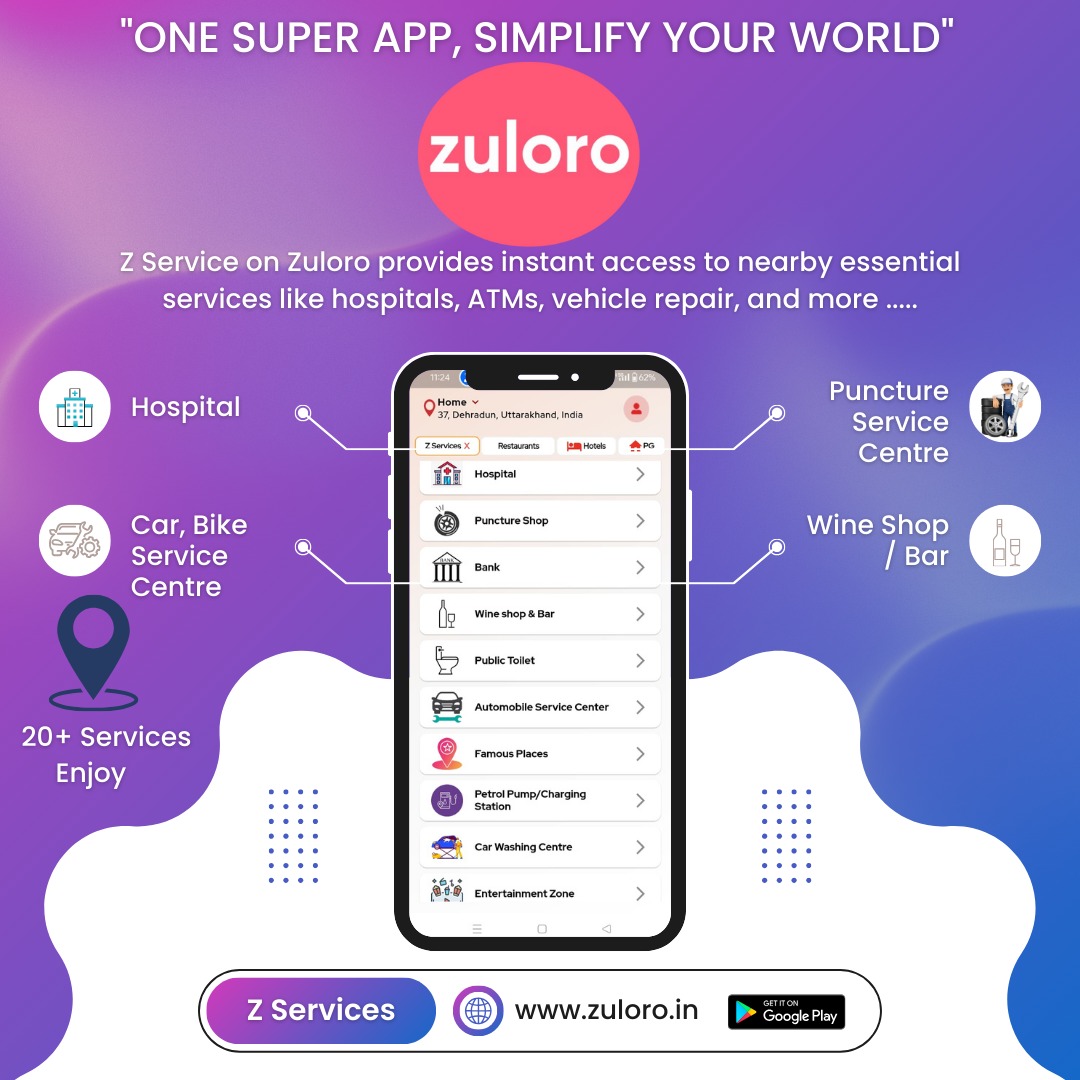 "ONE SUPER APP, SIMPLIFY YOUR WORLD"
zuloro
Z Service on Zuloro provides instant access to nearby essential
services like hospitals, ATMs, vehicle repair, and more .....
Hospital
Car, Bike
Service
Centre
20+ Services
Enjoy
Puncture
Service
Centre
Wine Shop
/ Bar
11:24
62%
Home
37, Dehradun, Uttarakhand, India
Z Services X
Restaurants
Hotels
PG
Hospital
Puncture Shop
BANK
Bank
Wine shop & Bar
Public Toilet
Automobile Service Center
Famous Places
Petrol Pump/Charging
Station
Car Washing Centre
Entertainment Zone
Z Services
www.zuloro.in
GET IT ON
Google Play